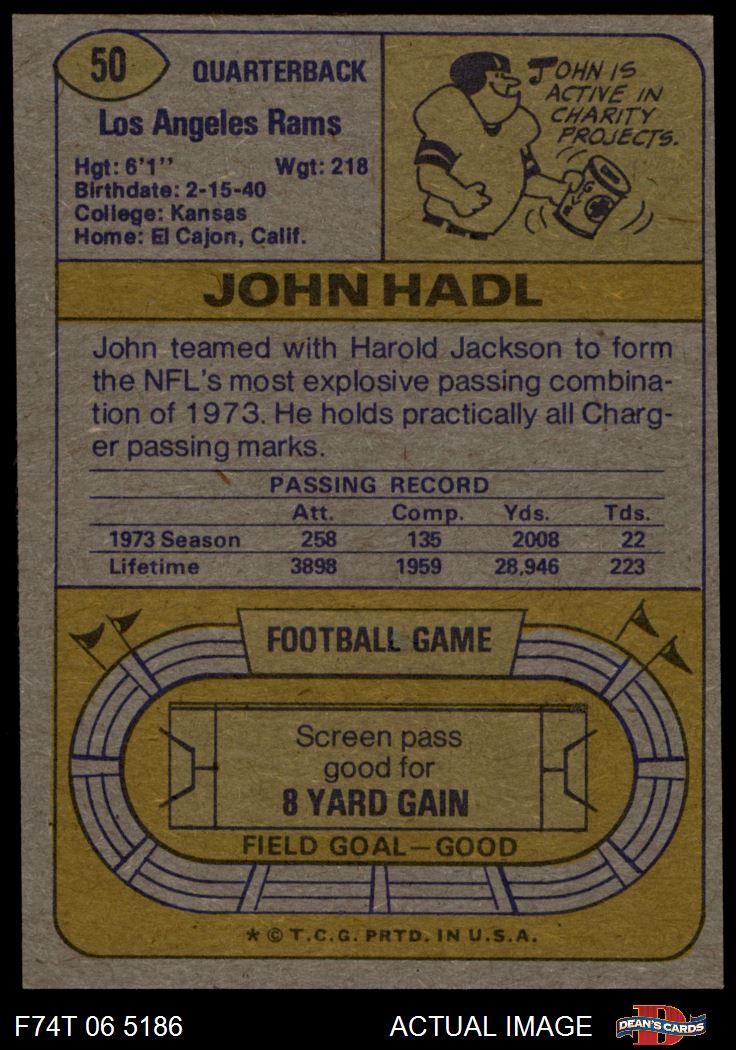 50
QUARTERBACK
Los Angeles Rams
Hgt: 6'1" Wgt: 218
Birthdate: 2-15-40
College: Kansas
Home: El Cajon, Calif.
JOHN IS
ACTIVE IN
CHARITY
PROJECTS.
JOHN HADL
John teamed with Harold Jackson to form
the NFL's most explosive passing combina-
tion of 1973. He holds practically all Charg-
er passing marks.
PASSING RECORD
Att. Comp. Yds. Tds.
1973 Season 258 135 2008 22
Lifetime 3898 1959 28,946 223
FOOTBALL GAME
Screen pass
good for
8 YARD GAIN
FIELD GOAL—GOOD
* © T.C.G. PRTD. IN U.S.A.
F74T 06 5186 ACTUAL IMAGE
D
DEAN'S CARDS